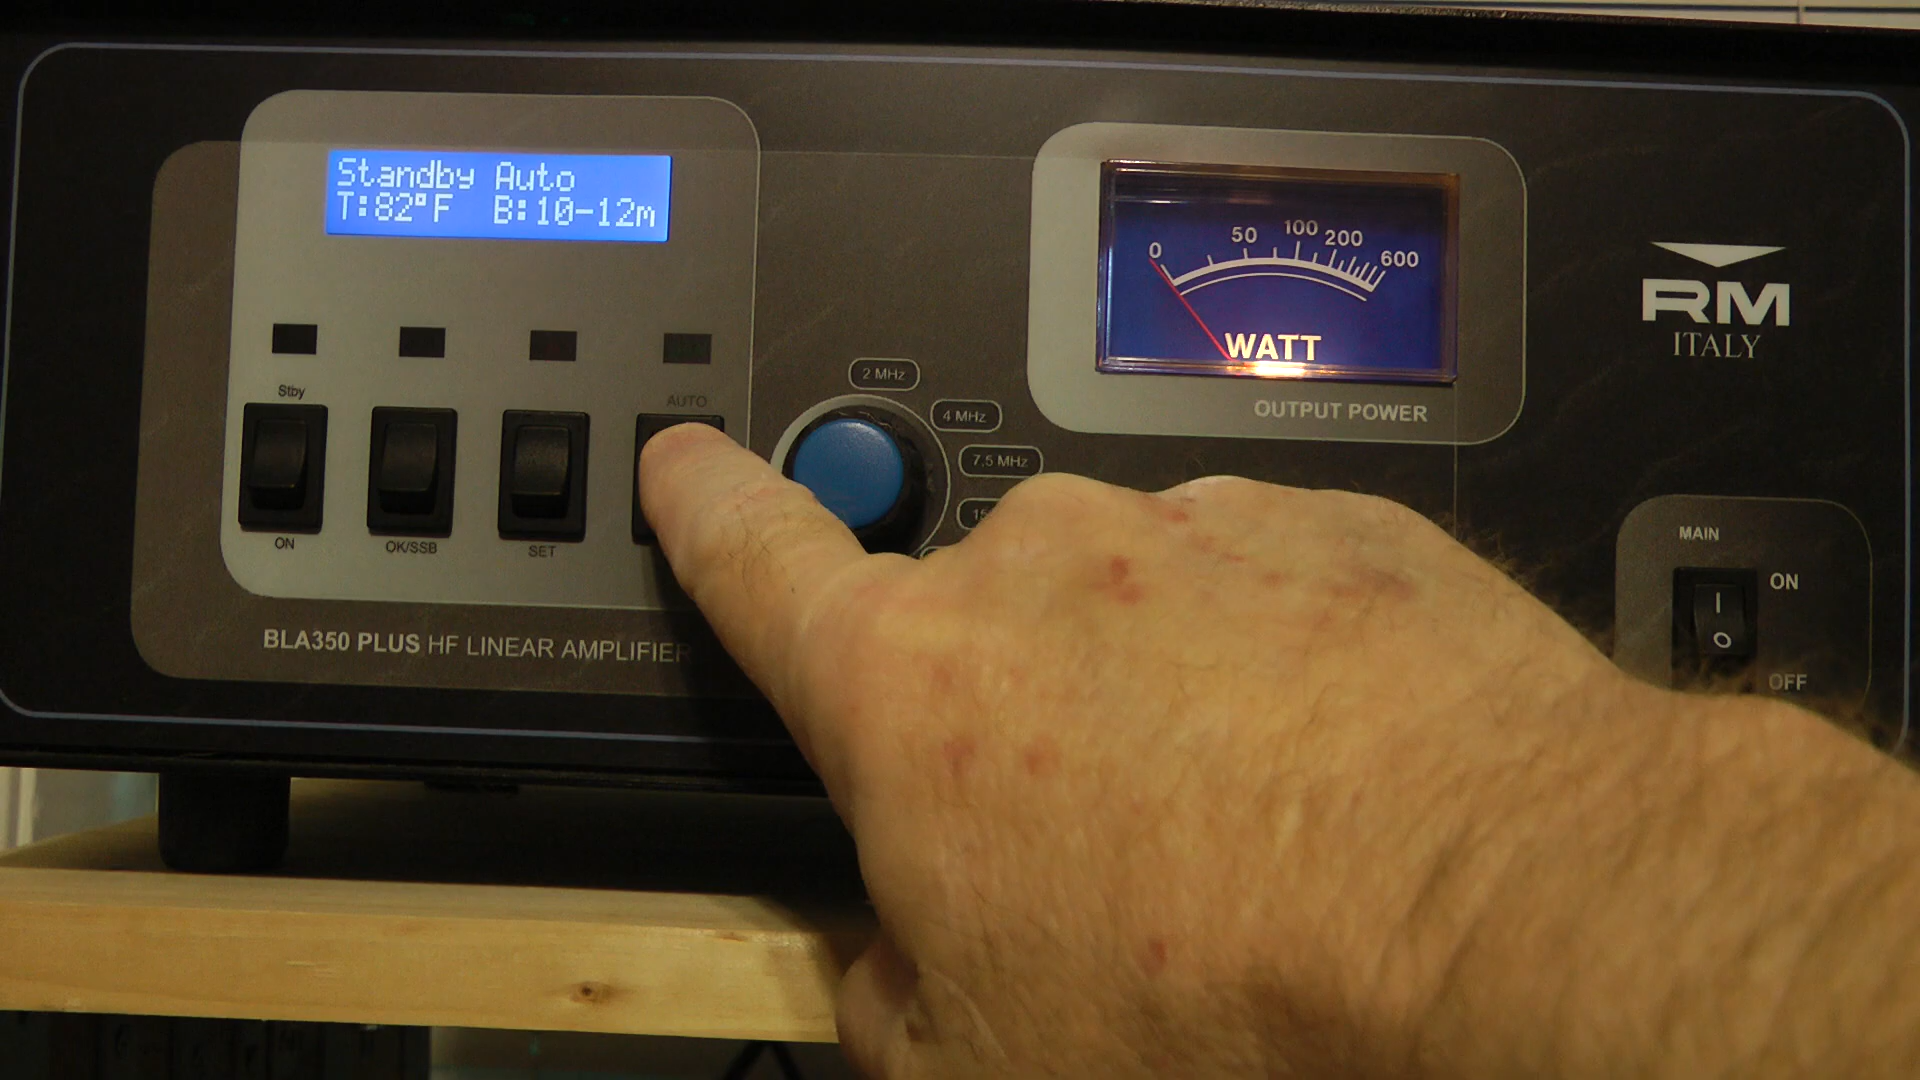 Standby Auto
T:82°F B:10-12m
Stby
AUTO
ON
OK/SSB
SET
BLA350 PLUS HF LINEAR AMPLIFIER
2 MHz
4 MHz
7,5 MHz
0 50 100 200 600
WATT
OUTPUT POWER
RM
ITALY
MAIN
ON
I
O
OFF